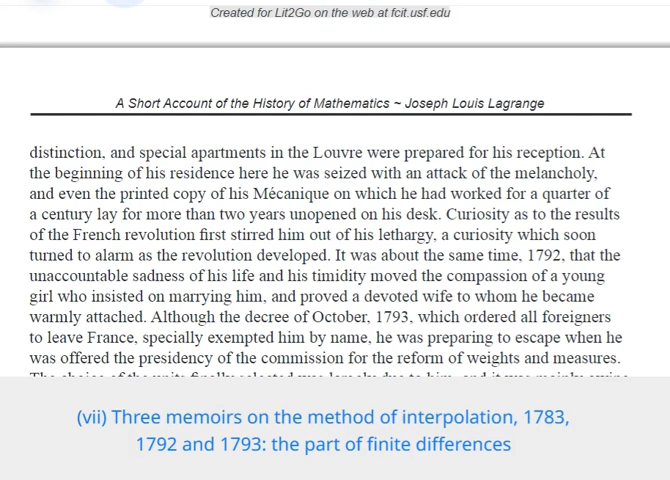 Created for Lit2Go on the web at fcit.usf.edu
A Short Account of the History of Mathematics ~ Joseph Louis Lagrange
distinction, and special apartments in the Louvre were prepared for his reception. At
the beginning of his residence here he was seized with an attack of the melancholy,
and even the printed copy of his Mécanique on which he had worked for a quarter of
a century lay for more than two years unopened on his desk. Curiosity as to the results
of the French revolution first stirred him out of his lethargy, a curiosity which soon
turned to alarm as the revolution developed. It was about the same time, 1792, that the
unaccountable sadness of his life and his timidity moved the compassion of a young
girl who insisted on marrying him, and proved a devoted wife to whom he became
warmly attached. Although the decree of October, 1793, which ordered all foreigners
to leave France, specially exempted him by name, he was preparing to escape when he
was offered the presidency of the commission for the reform of weights and measures.
(vii) Three memoirs on the method of interpolation, 1783,
1792 and 1793: the part of finite differences